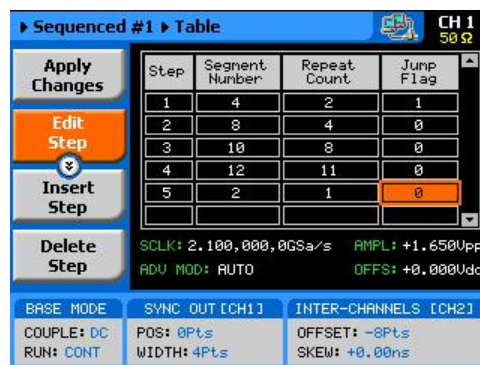 ▸ Sequenced #1 ▸ Table
CH 1
50 Ω
Apply Changes
Edit Step
Insert Step
Delete Step
Step Segment Number Repeat Count Jump Flag
1 4 2 1
2 8 4 0
3 10 8 0
4 12 11 0
5 2 1 0
SCLK: 2.100,000,0GSa/s AMPL: +1.650Vpp
ADV MOD: AUTO OFFS: +0.000Vdc
BASE MODE SYNC OUT [CH1] INTER-CHANNELS [CH2]
COUPLE: DC POS: 0Pts OFFSET: -8Pts
RUN: CONT WIDTH: 4Pts SKEW: +0.00ns